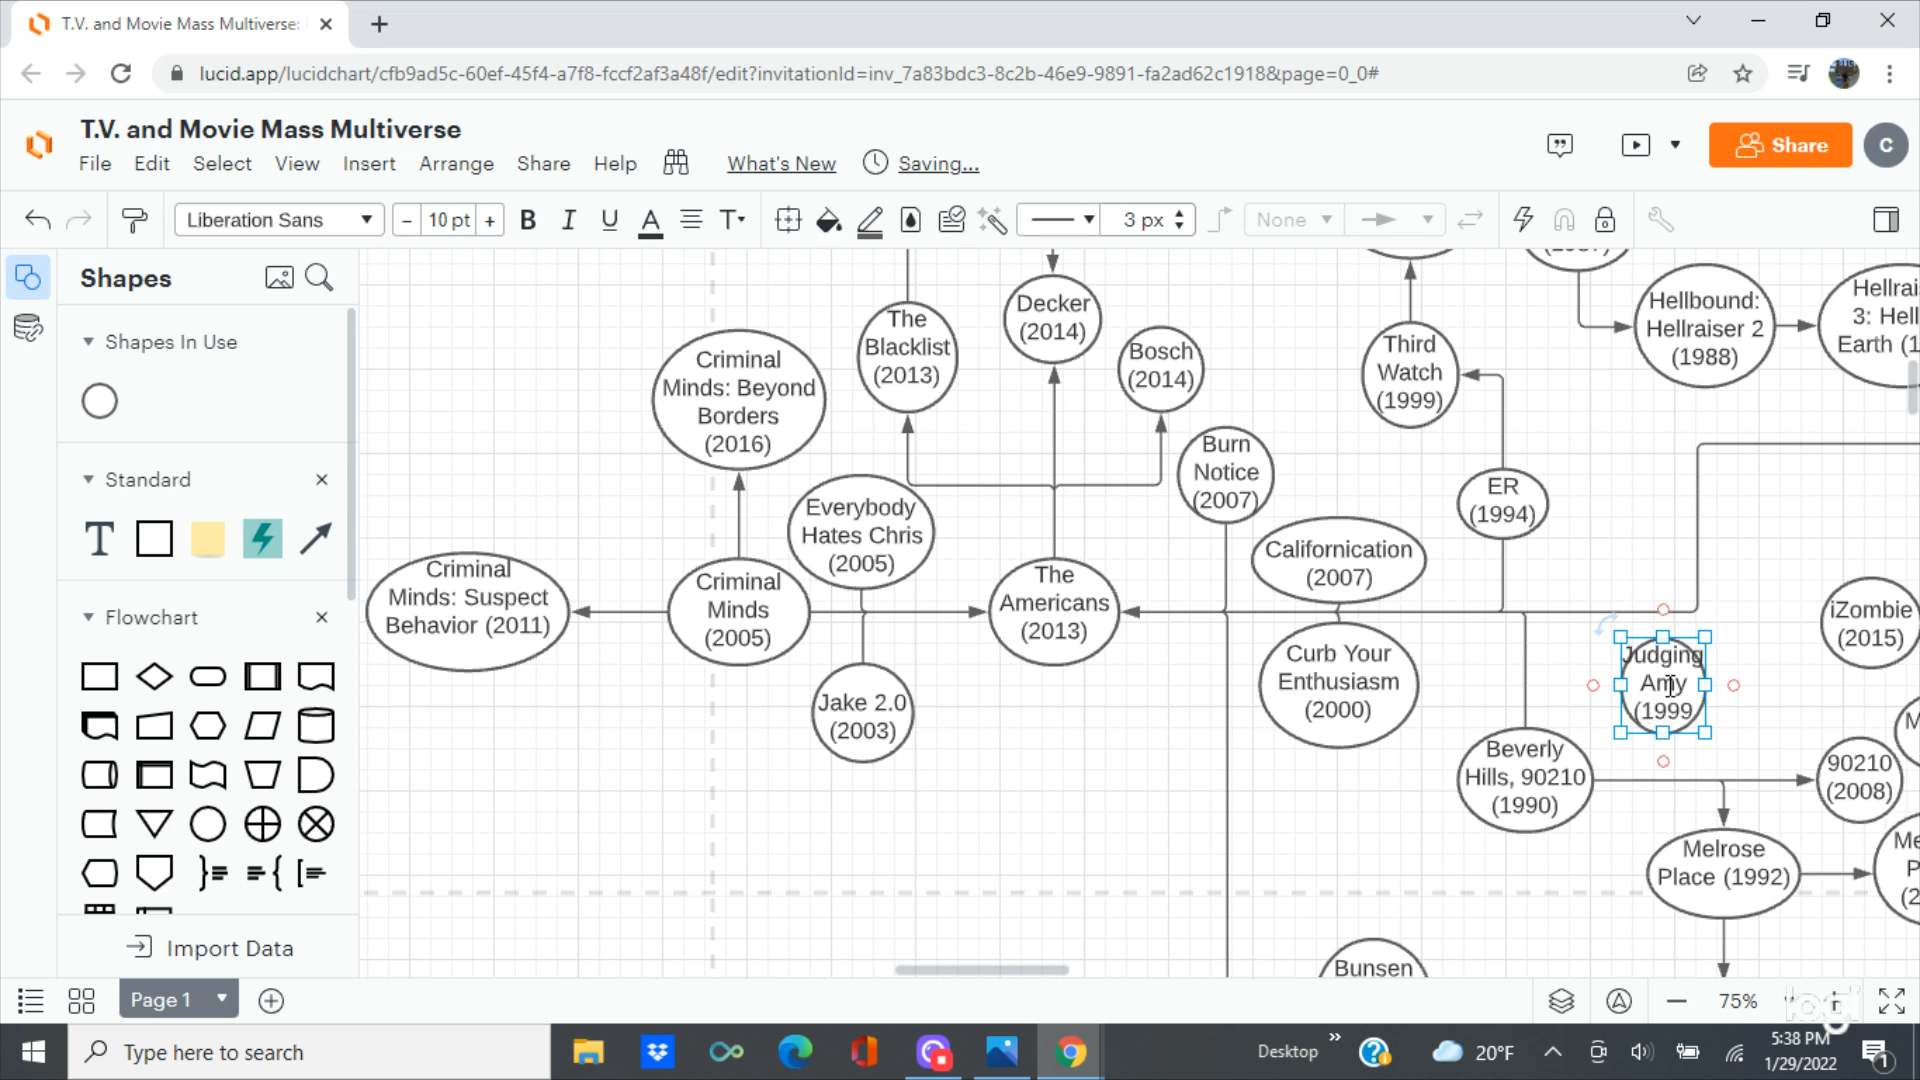 T.V. and Movie Mass Multiverse:
lucid.app/lucidchart/cfb9ad5c-60ef-45f4-a7f8-fccf2af3a48f/edit?invitationId=inv_7a83bdc3-8c2b-46e9-9891-fa2ad62c1918&page=0_0#
T.V. and Movie Mass Multiverse
File Edit Select View Insert Arrange Share Help What's New Saving...
Share
C
Liberation Sans
- 10 pt +
B I U A T
3 px
None
Shapes
Shapes In Use
Standard
T
Flowchart
Import Data
The
Blacklist
(2013)
Decker
(2014)
Bosch
(2014)
Criminal
Minds: Beyond
Borders
(2016)
Third
Watch
(1999)
Hellbound:
Hellraiser 2
(1988)
3: Hell
Earth (1
Burn
Notice
(2007)
Everybody
Hates Chris
(2005)
ER
(1994)
Californication
(2007)
Criminal
Minds: Suspect
Behavior (2011)
Criminal
Minds
(2005)
The
Americans
(2013)
iZombie
(2015)
Curb Your
Enthusiasm
(2000)
Judging
Amy
(1999
Jake 2.0
(2003)
Beverly
Hills, 90210
(1990)
90210
(2008)
Melrose
Place (1992)
Bunsen
Page 1
75%
logi
Type here to search
Desktop
20°F
5:38 PM
1/29/2022
1